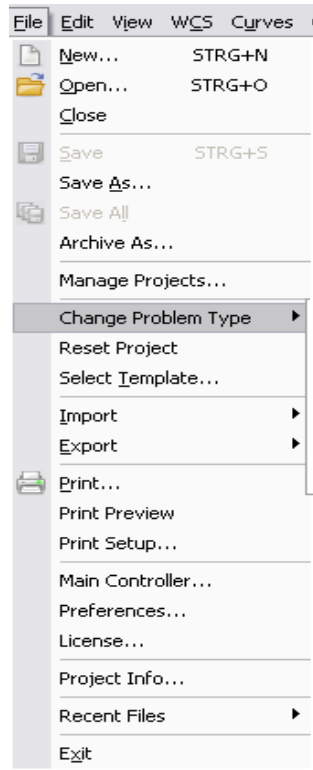 File Edit View WCS Curves
New... STRG+N
Open... STRG+O
Close
Save STRG+S
Save As...
Save All
Archive As...
Manage Projects...
Change Problem Type
Reset Project
Select Template...
Import
Export
Print...
Print Preview
Print Setup...
Main Controller...
Preferences...
License...
Project Info...
Recent Files
Exit